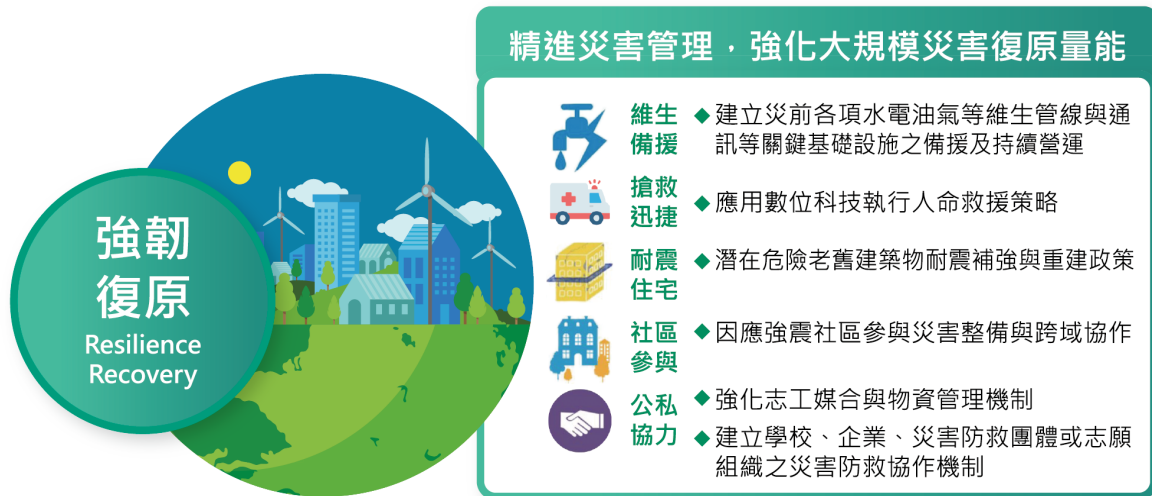 精進災害管理，強化大規模災害復原量能
強韌
復原
Resilience
Recovery
維生
備援
◆建立災前各項水電油氣等維生管線與通
訊等關鍵基礎設施之備援及持續營運
搶救
迅捷
◆應用數位科技執行人命救援策略
耐震
住宅
◆潛在危險老舊建築物耐震補強與重建政策
社區
參與
◆因應強震社區參與災害整備與跨域協作
公私
協力
◆強化志工媒合與物資管理機制
◆建立學校、企業、災害防救團體或志願
組織之災害防救協作機制